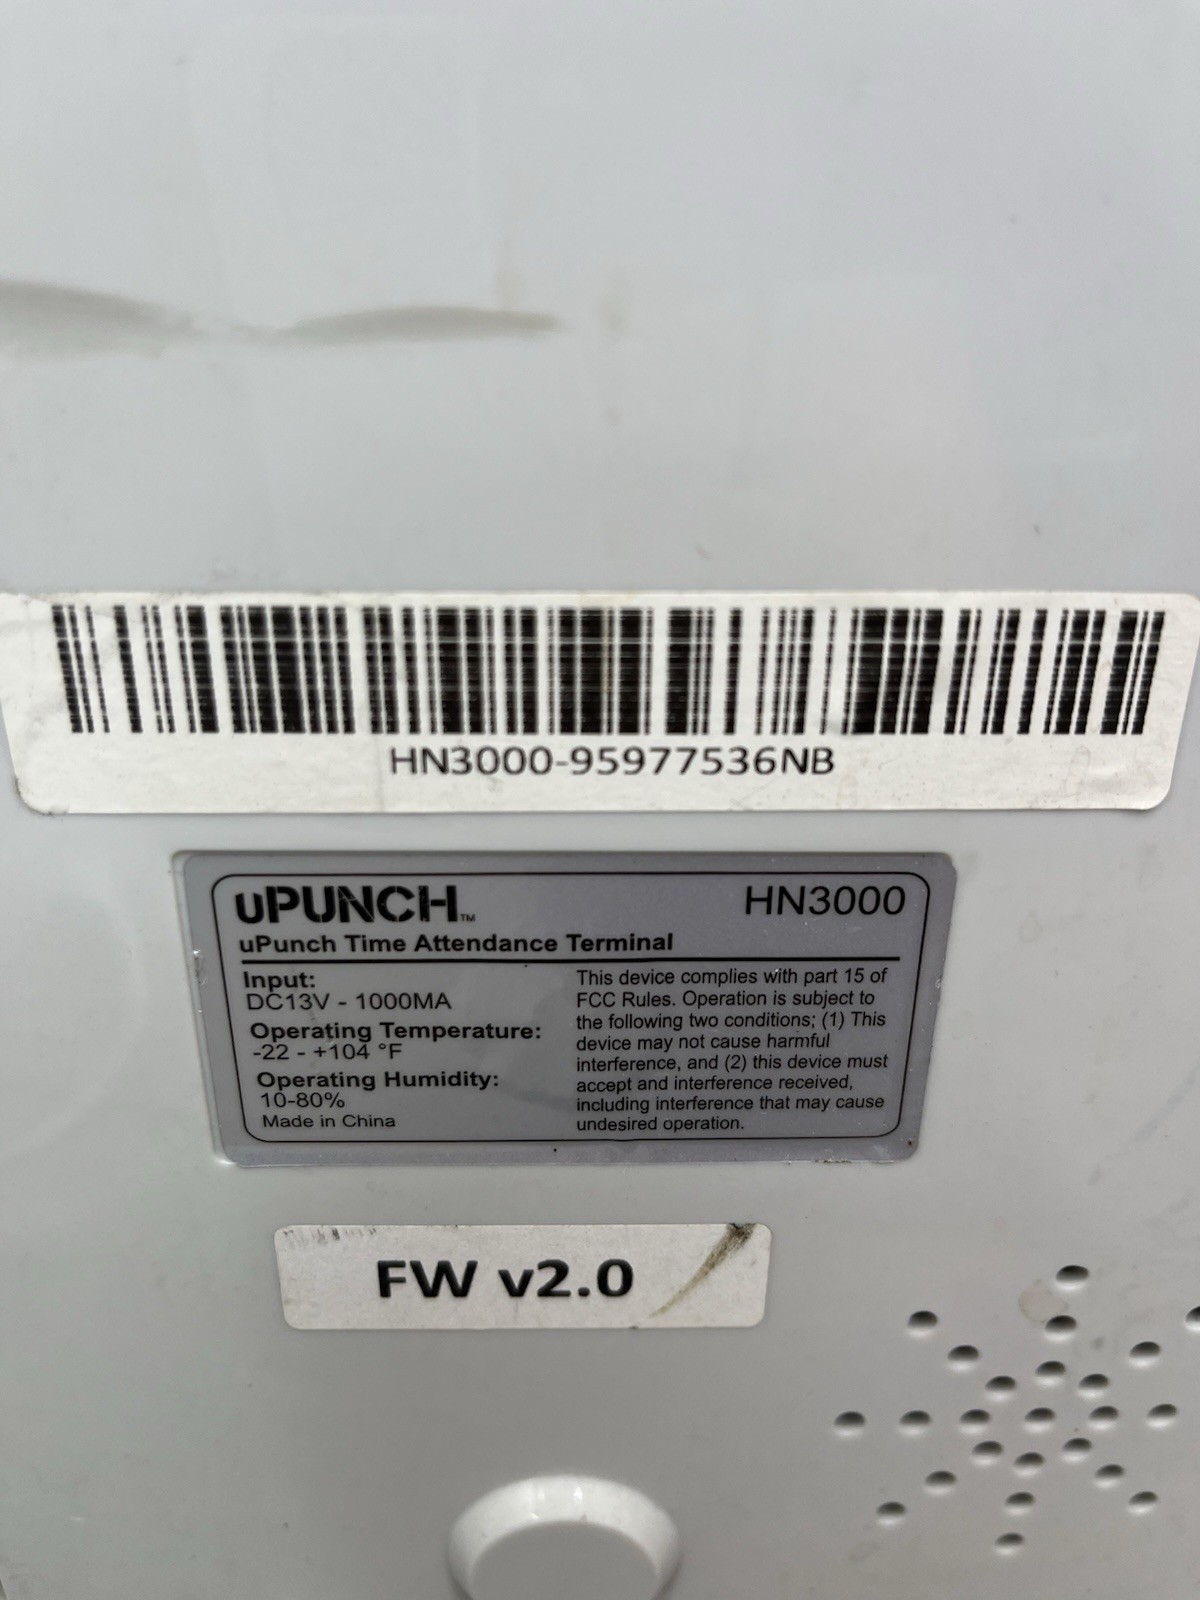 HN3000-95977536NB
uPUNCH™
HN3000
uPunch Time Attendance Terminal
Input:
DC13V - 1000MA
Operating Temperature:
-22 - +104 °F
Operating Humidity:
10-80%
Made in China
This device complies with part 15 of
FCC Rules. Operation is subject to
the following two conditions; (1) This
device may not cause harmful
interference, and (2) this device must
accept and interference received,
including interference that may cause
undesired operation.
FW v2.0